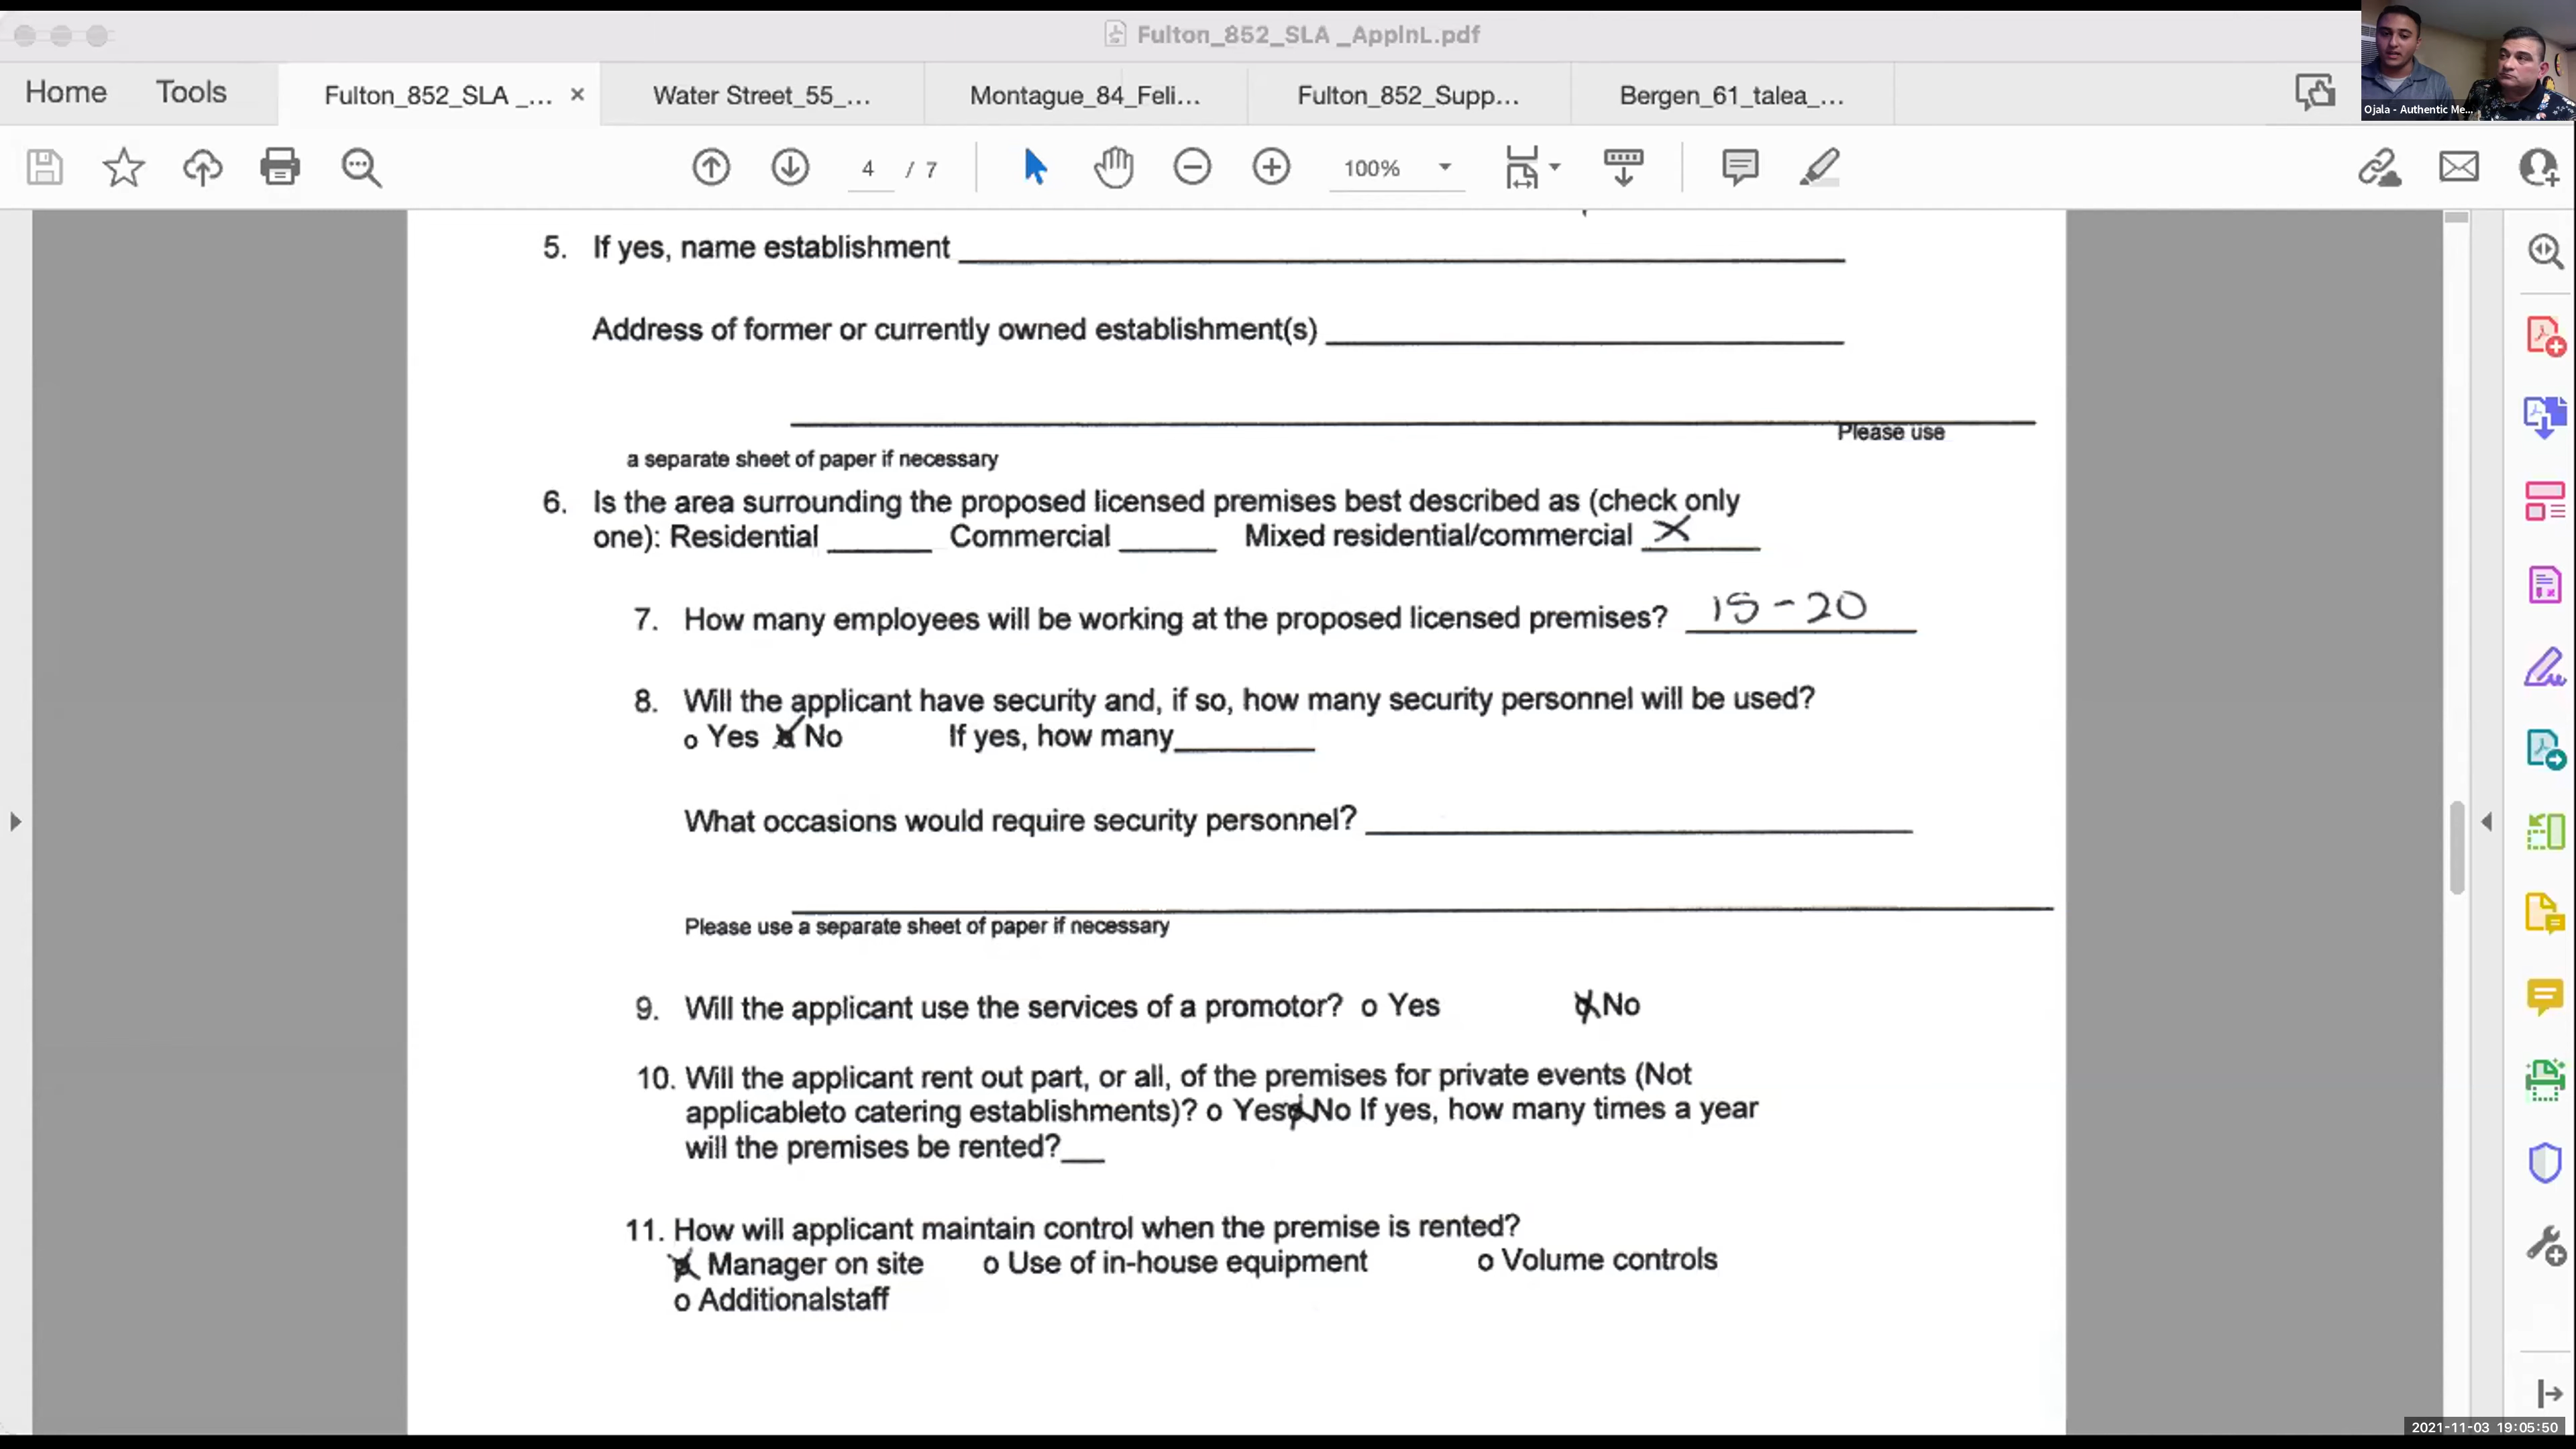 Fulton_852_SLA _AppInL.pdf
Home Tools Fulton_852_SLA _... × Water Street_55_... Montague_84_Feli... Fulton_852_Supp... Bergen_61_talea_...
Ojala - Authentic Me...
4 / 7 100%
5. If yes, name establishment
Address of former or currently owned establishment(s)
Please use
a separate sheet of paper if necessary
6. Is the area surrounding the proposed licensed premises best described as (check only
one): Residential ______ Commercial ______ Mixed residential/commercial X
7. How many employees will be working at the proposed licensed premises? 15-20
8. Will the applicant have security and, if so, how many security personnel will be used?
o Yes x No If yes, how many________
What occasions would require security personnel?
Please use a separate sheet of paper if necessary
9. Will the applicant use the services of a promotor? o Yes x No
10. Will the applicant rent out part, or all, of the premises for private events (Not
applicableto catering establishments)? o Yes x No If yes, how many times a year
will the premises be rented?__
11. How will applicant maintain control when the premise is rented?
x Manager on site o Use of in-house equipment o Volume controls
o Additionalstaff
2021-11-03 19:05:50